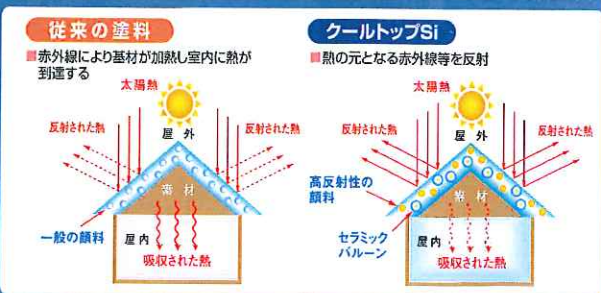 従来の塗料
■赤外線により基材が加熱し室内に熱が
到達する
太陽熱
反射された熱
屋外
反射された熱
素材
一般の顔料
屋内
吸収された熱
クールトップSi
■熱の元となる赤外線等を反射
太陽熱
反射された熱
屋外
反射された熱
高反射性の
顔料
素材
セラミック
バルーン
屋内
吸収された熱